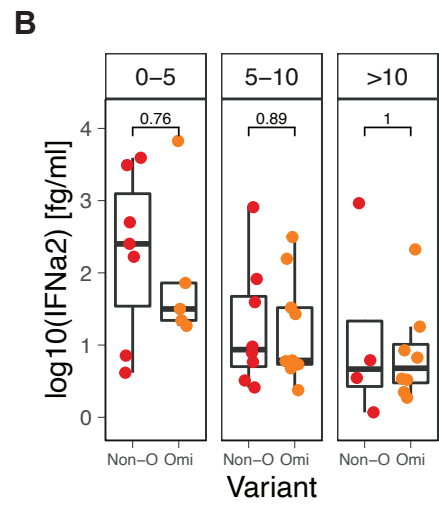 B
0–5 5–10 >10
0.76 0.89 1
log10(IFNa2) [fg/ml]
4
3
2
1
0
Non–O Omi Non–O Omi Non–O Omi
Variant